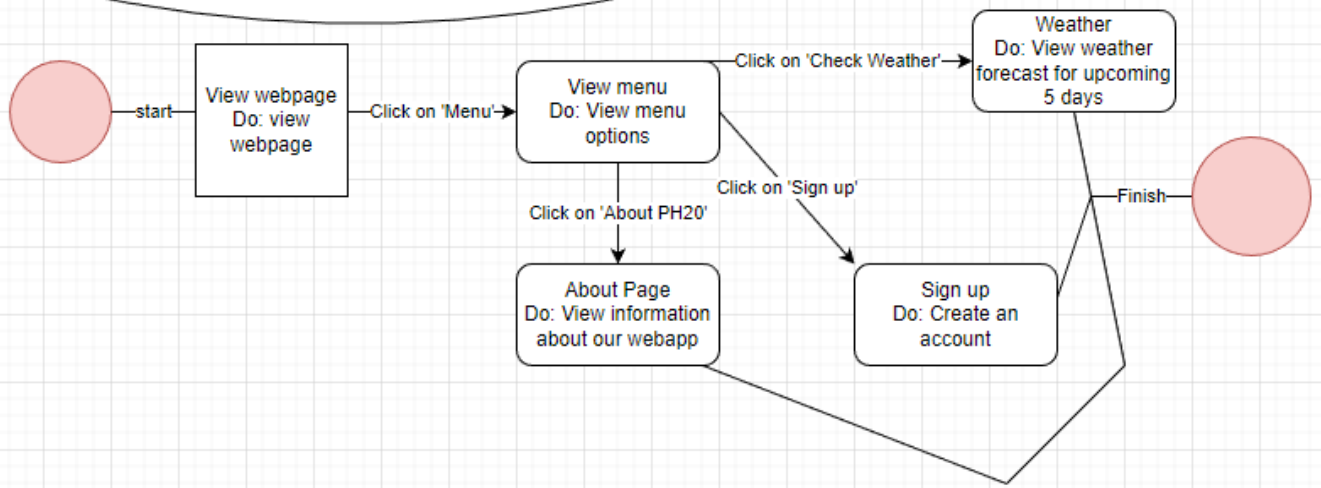 start
View webpage
Do: view
webpage
Click on 'Menu'
View menu
Do: View menu
options
Click on 'Check Weather'
Weather
Do: View weather
forecast for upcoming
5 days
Click on 'Sign up'
Click on 'About PH20'
Finish
About Page
Do: View information
about our webapp
Sign up
Do: Create an
account